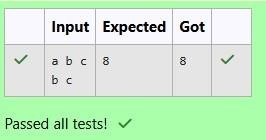 Input Expected Got
a b c 8 8
b c
Passed all tests!